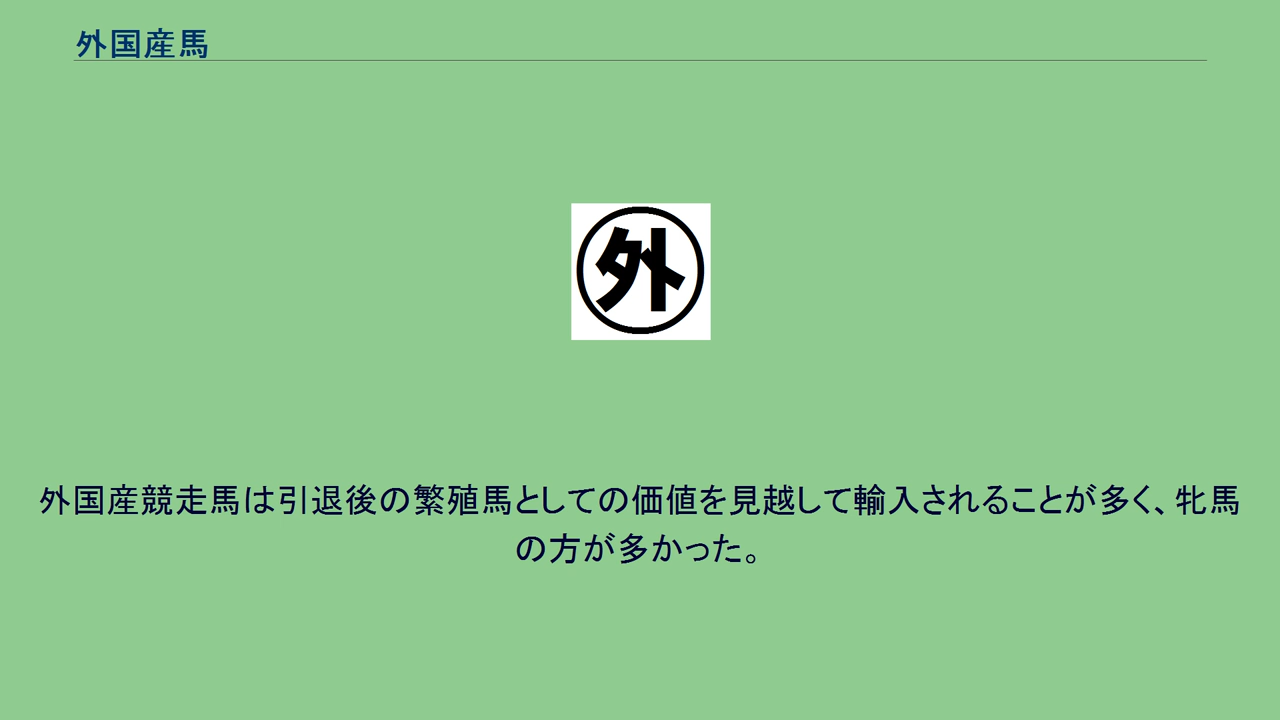 外国産馬
外
外国産競走馬は引退後の繁殖馬としての価値を見越して輸入されることが多く、牝馬
の方が多かった。